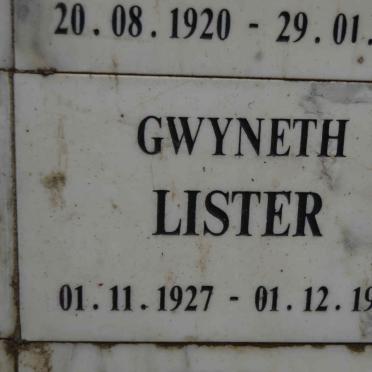 20.08.1920 - 29.01.
GWYNETH
LISTER
01.11.1927 - 01.12.19